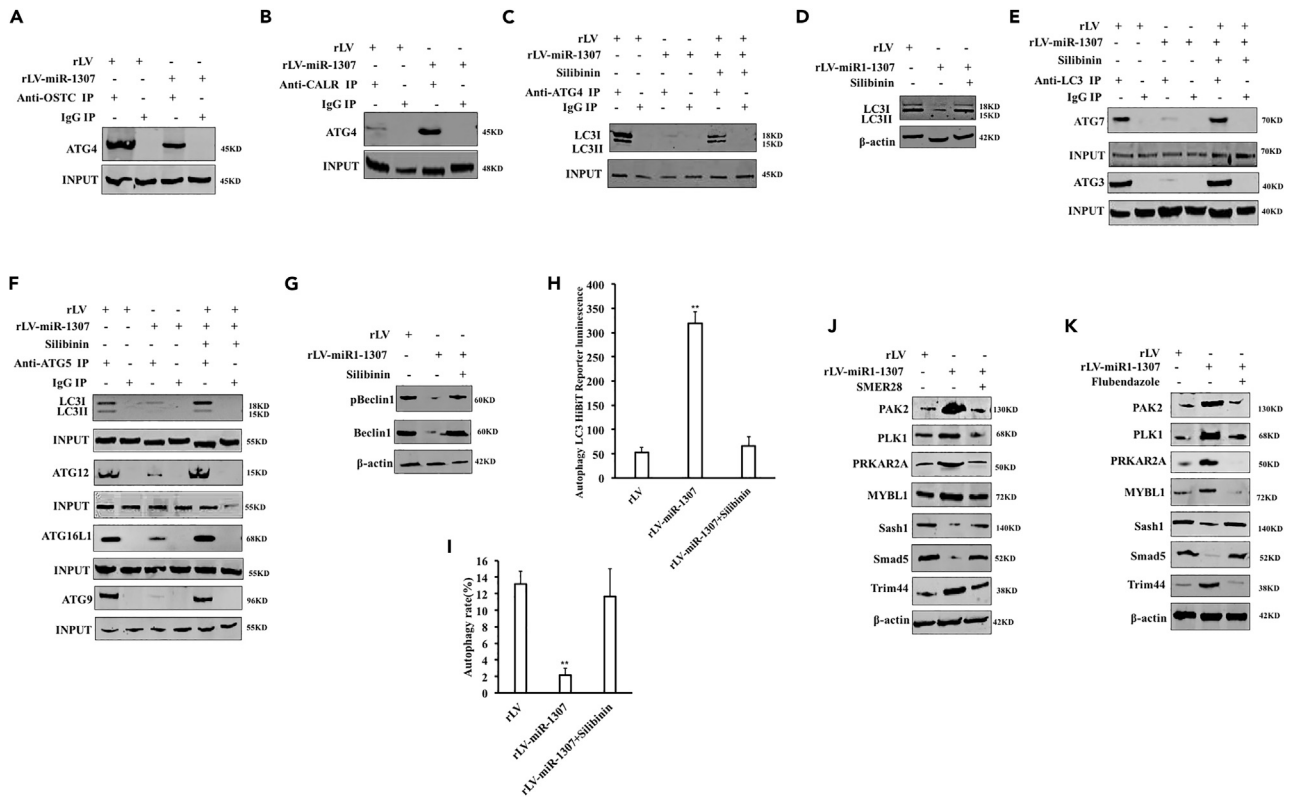 A
rLV + + - -
rLV-miR-1307 - - + +
Anti-OSTC IP + - + -
IgG IP - + - +
ATG4 45KD
INPUT 45KD
B
rLV + + - -
rLV-miR-1307 - - + +
Anti-CALR IP + - + -
IgG IP - + - +
ATG4 45KD
INPUT 48KD
C
rLV + + - - + +
rLV-miR-1307 - - + + + +
Silibinin - - - - + +
Anti-ATG4 IP + - + - + -
IgG IP - + - + - +
LC3I 18KD
LC3II 15KD
INPUT 45KD
D
rLV + - -
rLV-miR1-1307 - + +
Silibinin - - +
LC3I 18KD
LC3II 15KD
β-actin 42KD
E
rLV + + - - + +
rLV-miR-1307 - - + + + +
Silibinin - - - - + +
Anti-LC3 IP + - + - + -
IgG IP - + - + - +
ATG7 70KD
INPUT 70KD
ATG3 40KD
INPUT 40KD
F
rLV + + - - + +
rLV-miR-1307 - - + + + +
Silibinin - - - - + +
Anti-ATG5 IP + - + - + -
IgG IP - + - + - +
LC3I 18KD
LC3II 15KD
INPUT 55KD
ATG12 15KD
INPUT 55KD
ATG16L1 68KD
INPUT 55KD
ATG9 96KD
INPUT 55KD
G
rLV + - -
rLV-miR1-1307 - + +
Silibinin - - +
pBeclin1 60KD
Beclin1 60KD
β-actin 42KD
H
Autophagy LC3 HiBiT Reporter luminescence
400
350
300
250
200
150
100
50
0
**
rLV
rLV-miR-1307
rLV-miR-1307+Silibinin
I
Autophagy rate(%)
16
14
12
10
8
6
4
2
0
**
rLV
rLV-miR-1307
rLV-miR-1307+Silibinin
J
rLV + - -
rLV-miR1-1307 - + +
SMER28 - - +
PAK2 130KD
PLK1 68KD
PRKAR2A 50KD
MYBL1 72KD
Sash1 140KD
Smad5 52KD
Trim44 38KD
β-actin 42KD
K
rLV + - -
rLV-miR1-1307 - + +
Flubendazole - - +
PAK2 130KD
PLK1 68KD
PRKAR2A 50KD
MYBL1 72KD
Sash1 140KD
Smad5 52KD
Trim44 38KD
β-actin 42KD